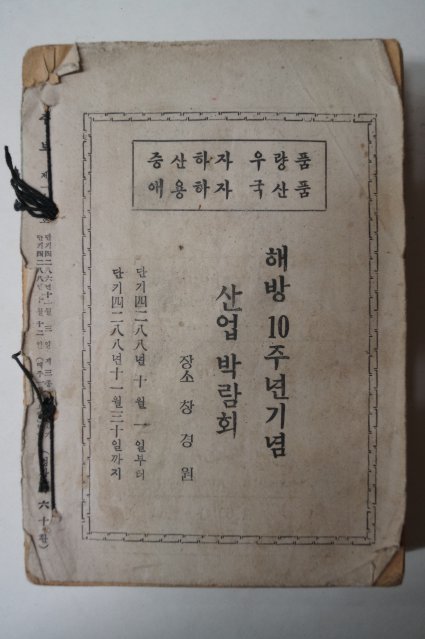 증산하자 우량품
애용하자 국산품
해방 10주년기념
산업 박람회
장소 창경원
단기四二八八年 十月 一일부터
단기四二八八년十一월三十일까지